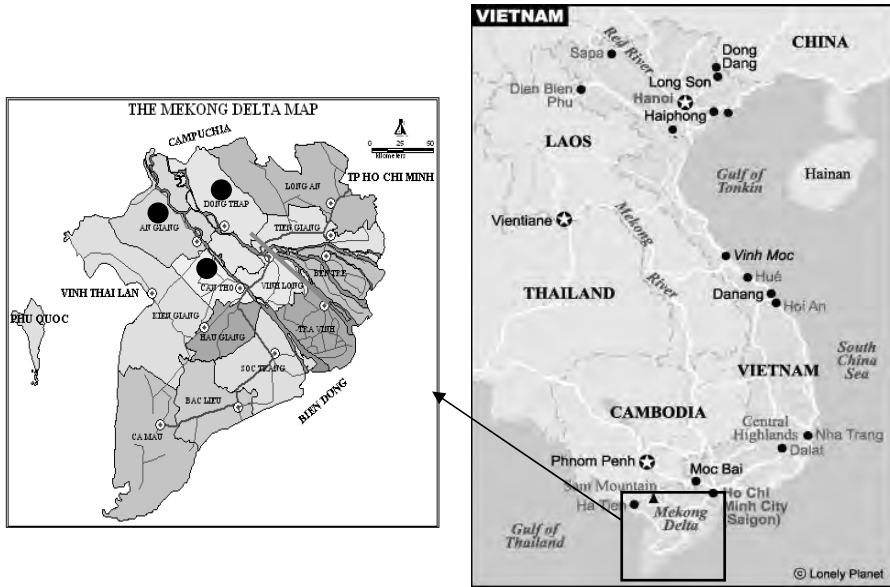 THE MEKONG DELTA MAP
CAMPUCHIA
0 25 50
kilometers
LONG AN
TP HO CHI MINH
DONG THAP
AN GIANG
TIEN GIANG
BEN TRE
CAN THO
VINH LONG
VINH THAI LAN
PHU QUOC
KIEN GIANG
HAU GIANG
TRA VINH
SOC TRANG
BAC LIEU
BIEN DONG
CA MAU
VIETNAM
CHINA
Red River
Sapa
Dong
Dang
Long Son
Dien Bien
Phu
Hanoi
Haiphong
LAOS
Gulf of
Tonkin
Hainan
Vientiane
Mekong
River
Vinh Moc
Hué
THAILAND
Danang
Hoi An
South
China
Sea
VIETNAM
CAMBODIA
Central
Highlands
Nha Trang
Dalat
Phnom Penh
Moc Bai
Sam Mountain
Ho Chi
Minh City
(Saigon)
Ha Tien
Mekong
Delta
Gulf of
Thailand
© Lonely Planet